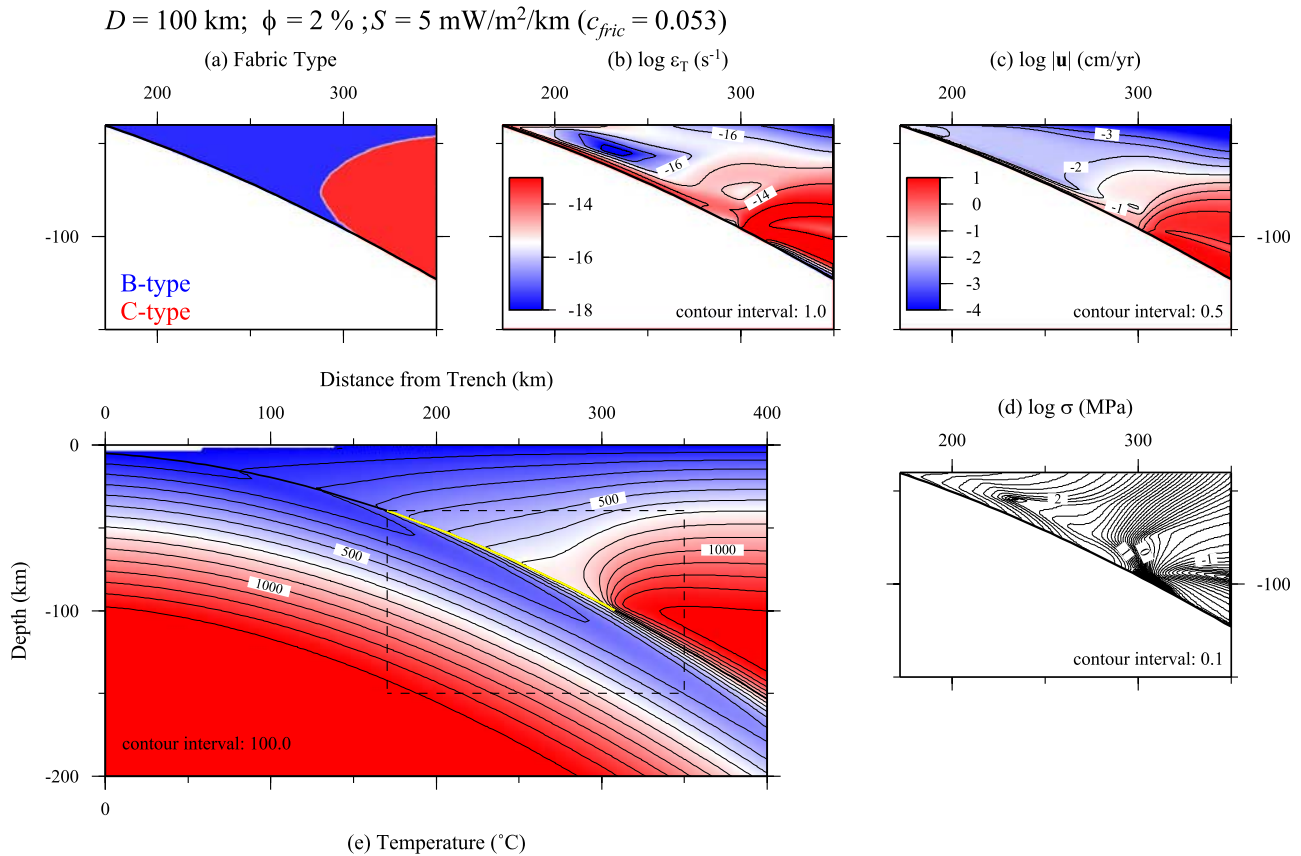 D = 100 km; ϕ = 2 % ; S = 5 mW/m²/km (c_fric = 0.053)
(a) Fabric Type
200 300
-100
B-type
C-type
(b) log ε_T (s⁻¹)
200 300
-16
-16
-14
-14
-16
-18
contour interval: 1.0
(c) log |u| (cm/yr)
200 300
-3
-2
-1
1
0
-1
-2
-3
-4
-100
contour interval: 0.5
Distance from Trench (km)
0 100 200 300 400
0
-100
-200
Depth (km)
500
500
1000
1000
contour interval: 100.0
0
(e) Temperature (˚C)
(d) log σ (MPa)
200 300
2
1
0
-1
-100
contour interval: 0.1